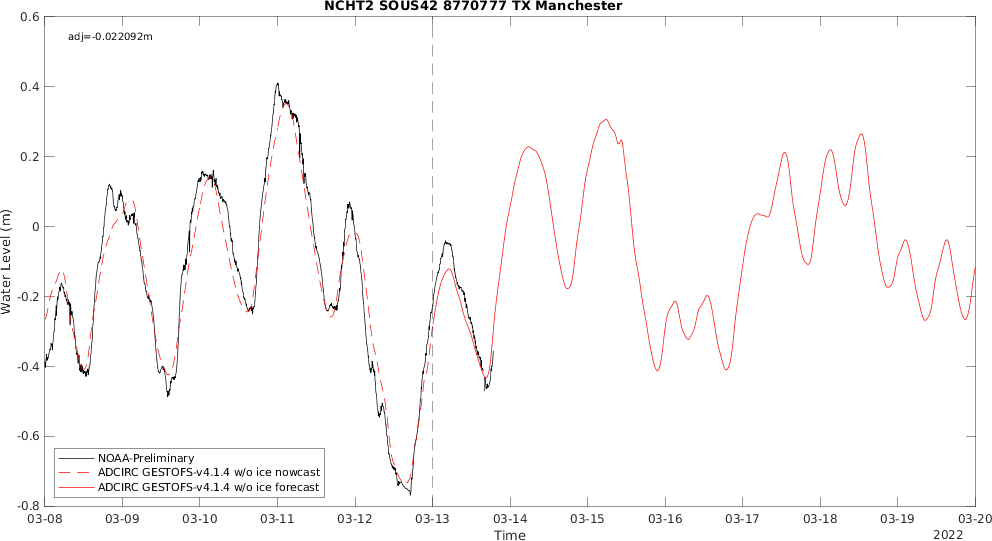 NCHT2 SOUS42 8770777 TX Manchester
adj=-0.022092m
0.6
0.4
0.2
0
-0.2
-0.4
-0.6
-0.8
Water Level (m)
NOAA-Preliminary
ADCIRC GESTOFS-v4.1.4 w/o ice nowcast
ADCIRC GESTOFS-v4.1.4 w/o ice forecast
03-08 03-09 03-10 03-11 03-12 03-13 03-14 03-15 03-16 03-17 03-18 03-19 03-20
Time
2022